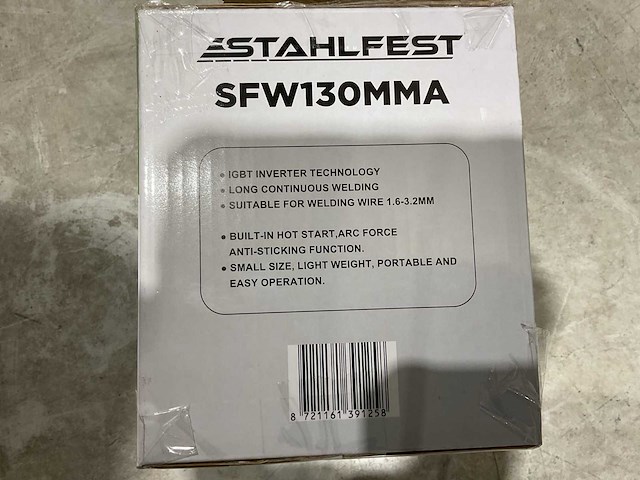 STAHLFEST
SFW130MMA
• IGBT INVERTER TECHNOLOGY
• LONG CONTINUOUS WELDING
• SUITABLE FOR WELDING WIRE 1.6-3.2MM
• BUILT-IN HOT START,ARC FORCE
ANTI-STICKING FUNCTION.
• SMALL SIZE, LIGHT WEIGHT, PORTABLE AND
EASY OPERATION.
8 721161 391258